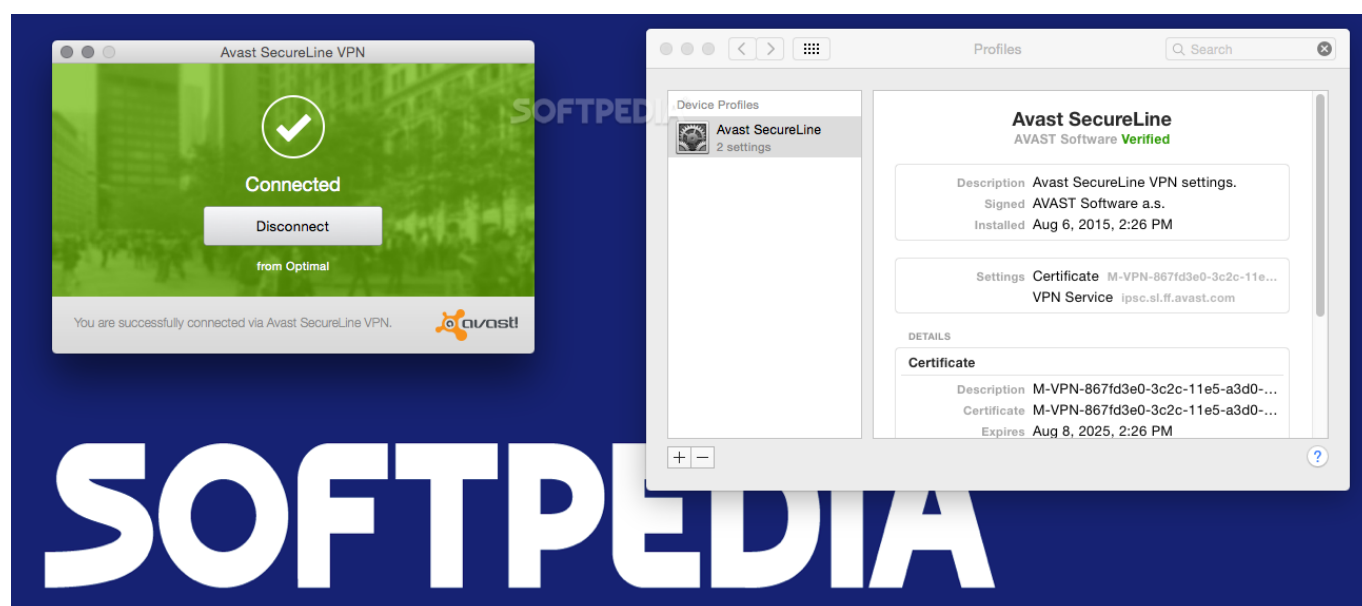 Avast SecureLine VPN
Connected
Disconnect
from Optimal
You are successfully connected via Avast SecureLine VPN.
avast!
SOFTPEDIA
Profiles
Search
Device Profiles
Avast SecureLine
2 settings
Avast SecureLine
AVAST Software Verified
Description Avast SecureLine VPN settings.
Signed AVAST Software a.s.
Installed Aug 6, 2015, 2:26 PM
Settings Certificate M-VPN-867fd3e0-3c2c-11e...
VPN Service ipsc.sl.ff.avast.com
DETAILS
Certificate
Description M-VPN-867fd3e0-3c2c-11e5-a3d0-...
Certificate M-VPN-867fd3e0-3c2c-11e5-a3d0-...
Expires Aug 8, 2025, 2:26 PM
+ −
?
SOFTPEDIA